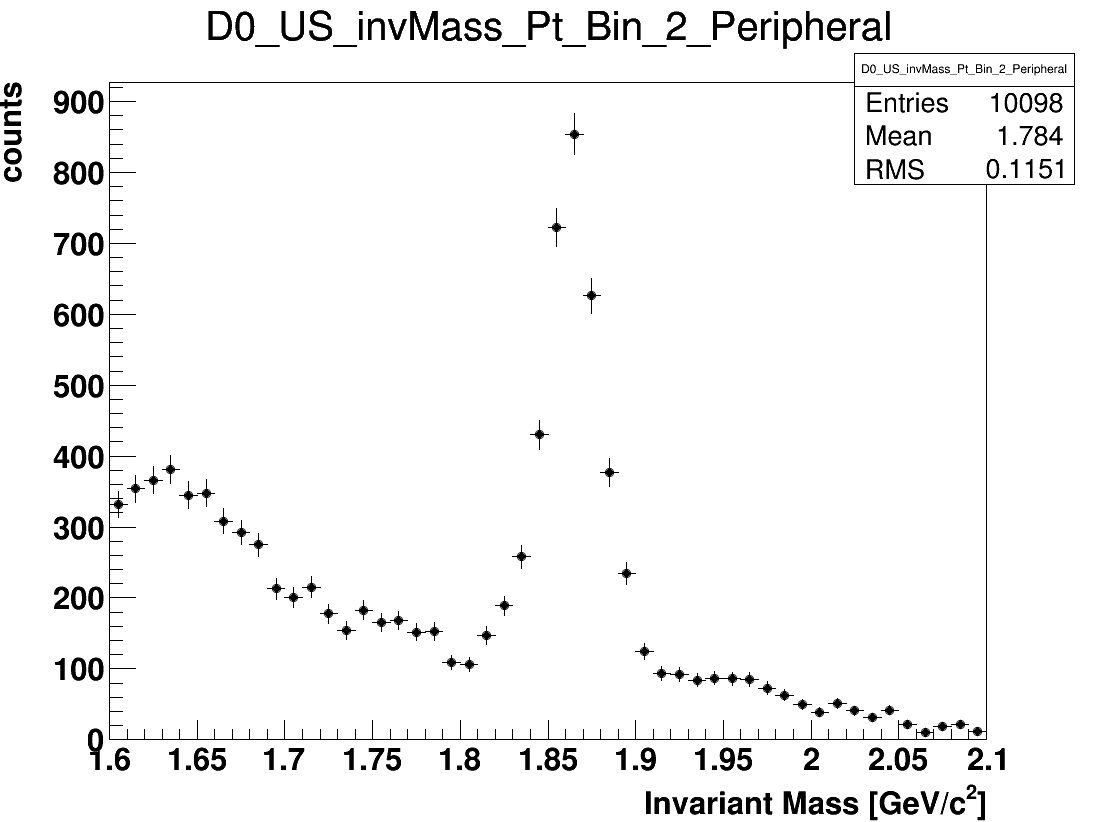 D0_US_invMass_Pt_Bin_2_Peripheral
D0_US_invMass_Pt_Bin_2_Peripheral
Entries 10098
Mean 1.784
RMS 0.1151
counts
900
800
700
600
500
400
300
200
100
0
1.6 1.65 1.7 1.75 1.8 1.85 1.9 1.95 2 2.05 2.1
Invariant Mass [GeV/c²]